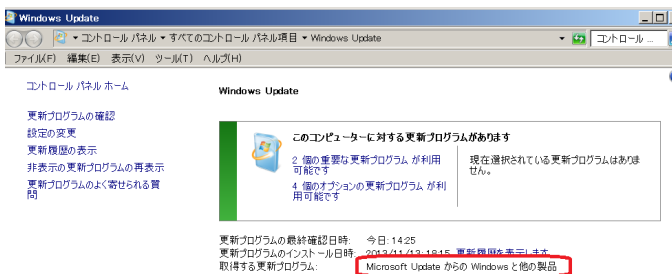 Windows Update
コントロール パネル ▾ すべてのコントロール パネル項目 ▾ Windows Update
コントロール ...
ファイル(F) 編集(E) 表示(V) ツール(T) ヘルプ(H)
コントロール パネル ホーム
更新プログラムの確認
設定の変更
更新履歴の表示
非表示の更新プログラムの再表示
更新プログラムのよく寄せられる質
問
Windows Update
このコンピューターに対する更新プログラムがあります
2 個の重要な更新プログラム が利用
可能です
4 個のオプションの更新プログラム が利
用可能です
現在選択されている更新プログラムはありま
せん。
更新プログラムの最終確認日時: 今日: 14:25
更新プログラムのインストール日時: 2013/11/13: 18:15 更新履歴を表示します
取得する更新プログラム: Microsoft Update からの Windows と他の製品